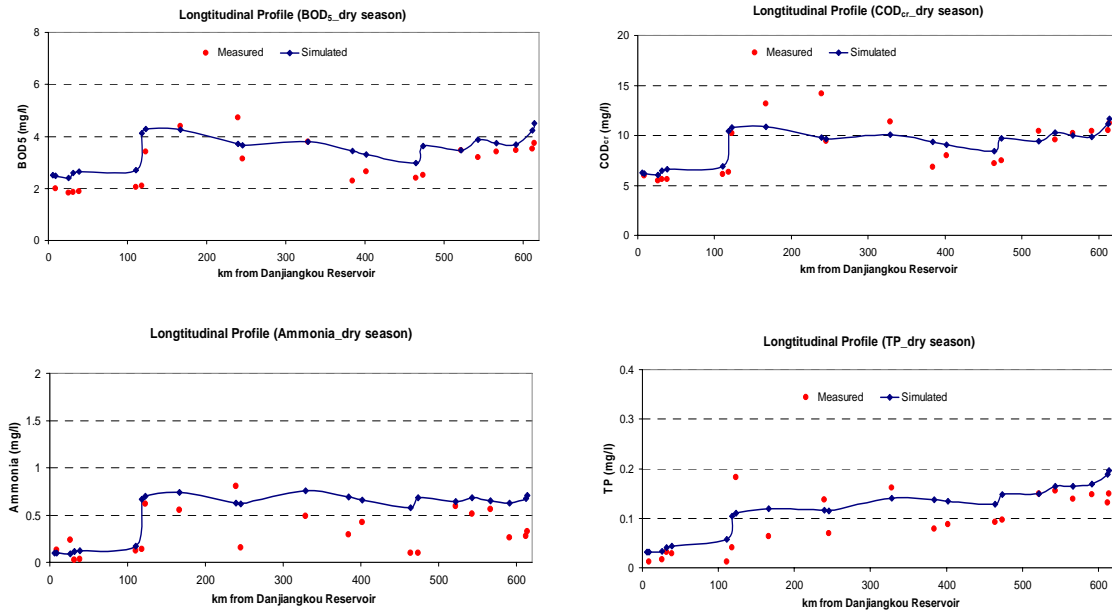 Longtitudinal Profile (BOD5_dry season)
8
6
4
2
0
BOD5 (mg/l)
Measured
Simulated
0 100 200 300 400 500 600
km from Danjiangkou Reservoir
Longtitudinal Profile (CODcr_dry season)
20
15
10
5
0
CODcr (mg/l)
Measured
Simulated
0 100 200 300 400 500 600
km from Danjiangkou Reservoir
Longtitudinal Profile (Ammonia_dry season)
2
1.5
1
0.5
0
Ammonia (mg/l)
0 100 200 300 400 500 600
km from Danjiangkou Reservoir
Longtitudinal Profile (TP_dry season)
0.4
0.3
0.2
0.1
0
TP (mg/l)
Measured
Simulated
0 100 200 300 400 500 600
km from Danjiangkou Reservoir